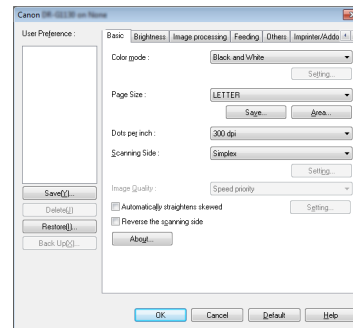 Canon on None
User Preference :
Save(Y)...
Delete(J)
Restore(I)...
Back Up(X)...
Basic Brightness Image processing Feeding Others Imprinter/Addo
Color mode : Black and White
Setting...
Page Size : LETTER
Save... Area...
Dots per inch : 300 dpi
Scanning Side : Simplex
Setting...
Image Quality : Speed priority
Automatically straightens skewed Setting...
Reverse the scanning side
About...
OK Cancel Default Help